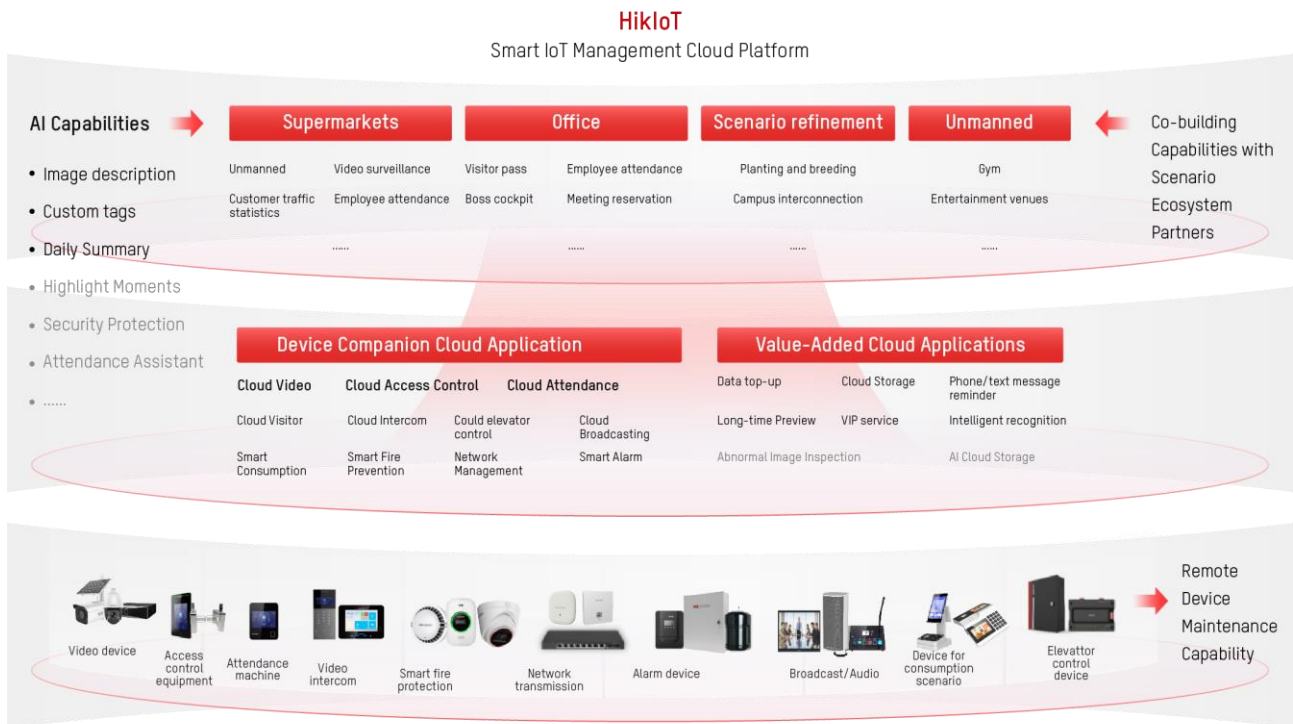 HikIoT
Smart IoT Management Cloud Platform
AI Capabilities
• Image description
• Custom tags
• Daily Summary
• Highlight Moments
• Security Protection
• Attendance Assistant
• ......
Supermarkets
Unmanned
Video surveillance
Customer traffic
statistics
Employee attendance
......
Office
Visitor pass
Employee attendance
Boss cockpit
Meeting reservation
......
Scenario refinement
Planting and breeding
Campus interconnection
......
Unmanned
Gym
Entertainment venues
......
Co-building
Capabilities with
Scenario
Ecosystem
Partners
Device Companion Cloud Application
Cloud Video
Cloud Access Control
Cloud Attendance
Cloud Visitor
Cloud Intercom
Could elevator
control
Cloud
Broadcasting
Smart
Consumption
Smart Fire
Prevention
Network
Management
Smart Alarm
Value-Added Cloud Applications
Data top-up
Cloud Storage
Phone/text message
reminder
Long-time Preview
VIP service
Intelligent recognition
Abnormal Image Inspection
AI Cloud Storage
Video device
Access
control
equipment
Attendance
machine
Video
intercom
Smart fire
protection
Network
transmission
Alarm device
Broadcast/Audio
Device for
consumption
scenario
Elevattor
control
device
Remote
Device
Maintenance
Capability